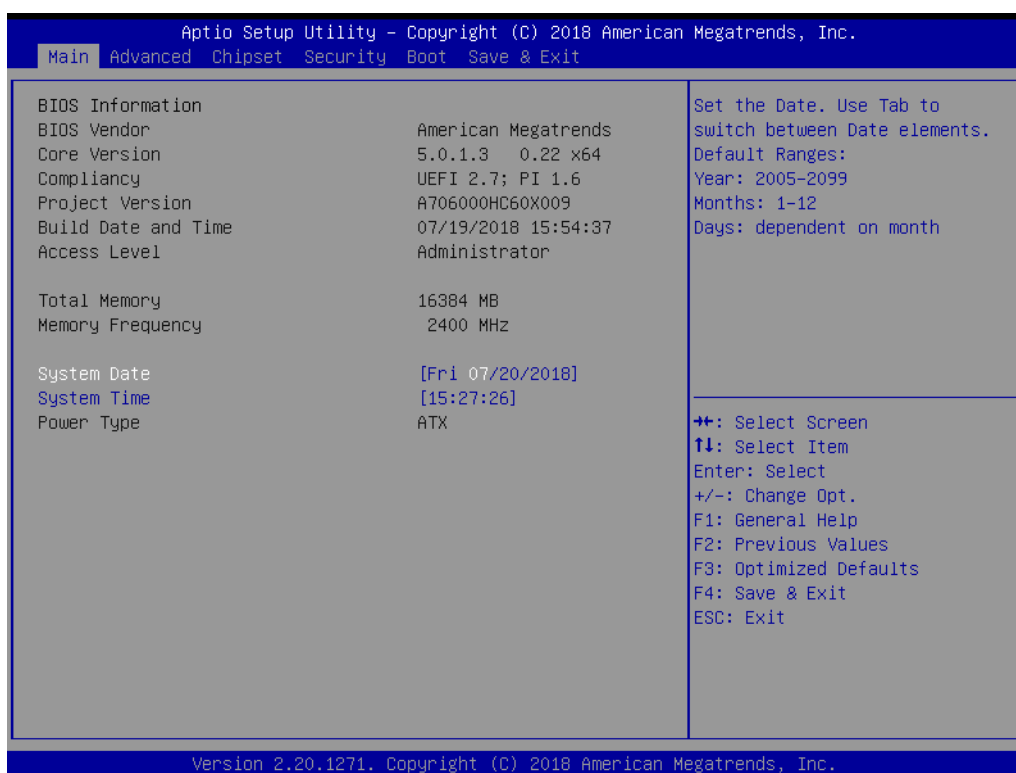 Aptio Setup Utility – Copyright (C) 2018 American Megatrends, Inc.
Main Advanced Chipset Security Boot Save & Exit
BIOS Information
BIOS Vendor American Megatrends
Core Version 5.0.1.3 0.22 x64
Compliancy UEFI 2.7; PI 1.6
Project Version A706000HC60X009
Build Date and Time 07/19/2018 15:54:37
Access Level Administrator
Total Memory 16384 MB
Memory Frequency 2400 MHz
System Date [Fri 07/20/2018]
System Time [15:27:26]
Power Type ATX
Set the Date. Use Tab to
switch between Date elements.
Default Ranges:
Year: 2005-2099
Months: 1-12
Days: dependent on month
→←: Select Screen
↑↓: Select Item
Enter: Select
+/-: Change Opt.
F1: General Help
F2: Previous Values
F3: Optimized Defaults
F4: Save & Exit
ESC: Exit
Version 2.20.1271. Copyright (C) 2018 American Megatrends, Inc.